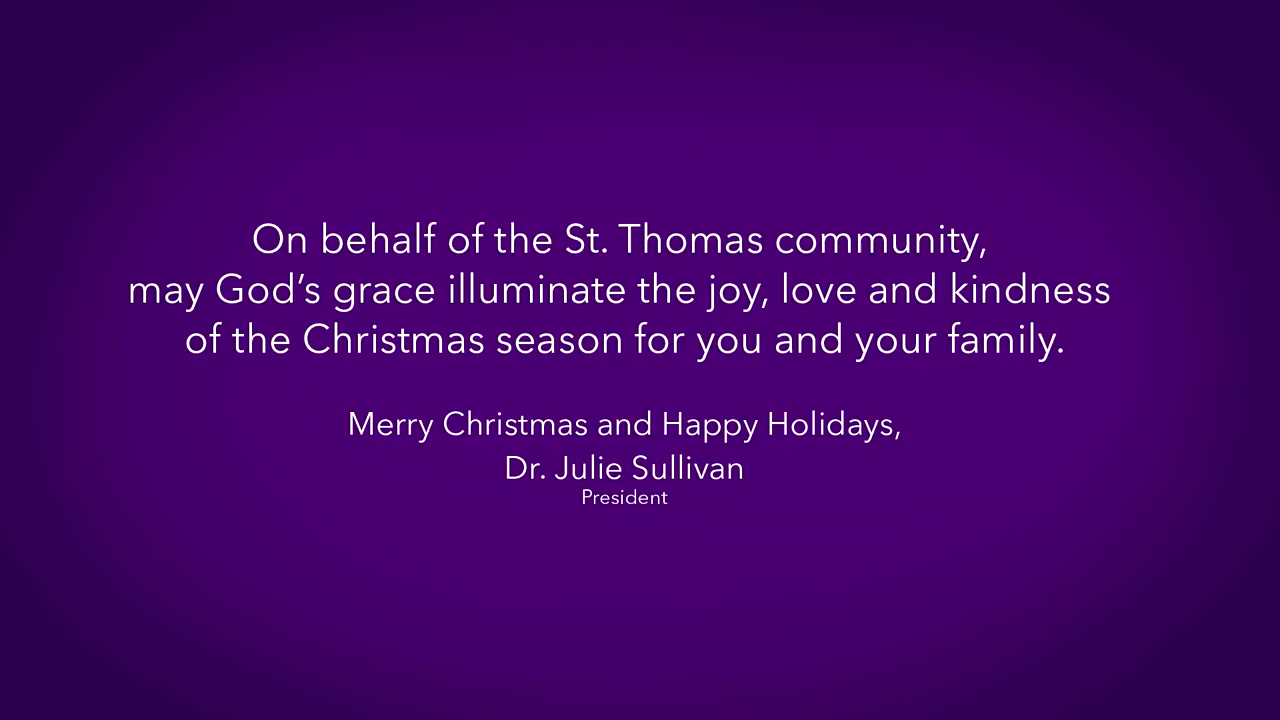 On behalf of the St. Thomas community,
may God’s grace illuminate the joy, love and kindness
of the Christmas season for you and your family.
Merry Christmas and Happy Holidays,
Dr. Julie Sullivan
President